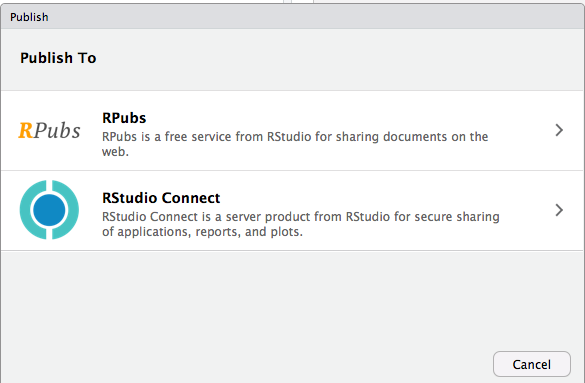 Publish
Publish To
RPubs
RPubs
RPubs is a free service from RStudio for sharing documents on the
web.
RStudio Connect
RStudio Connect is a server product from RStudio for secure sharing
of applications, reports, and plots.
Cancel